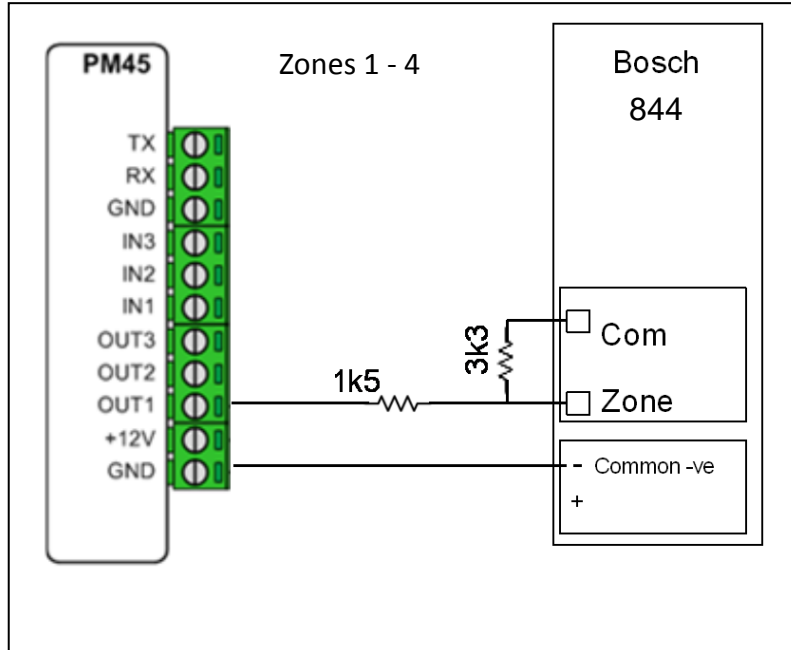 PM45
Zones 1 - 4
Bosch
844
TX
RX
GND
IN3
IN2
IN1
OUT3
OUT2
OUT1
+12V
GND
1k5
3k3
Com
Zone
- Common -ve
+